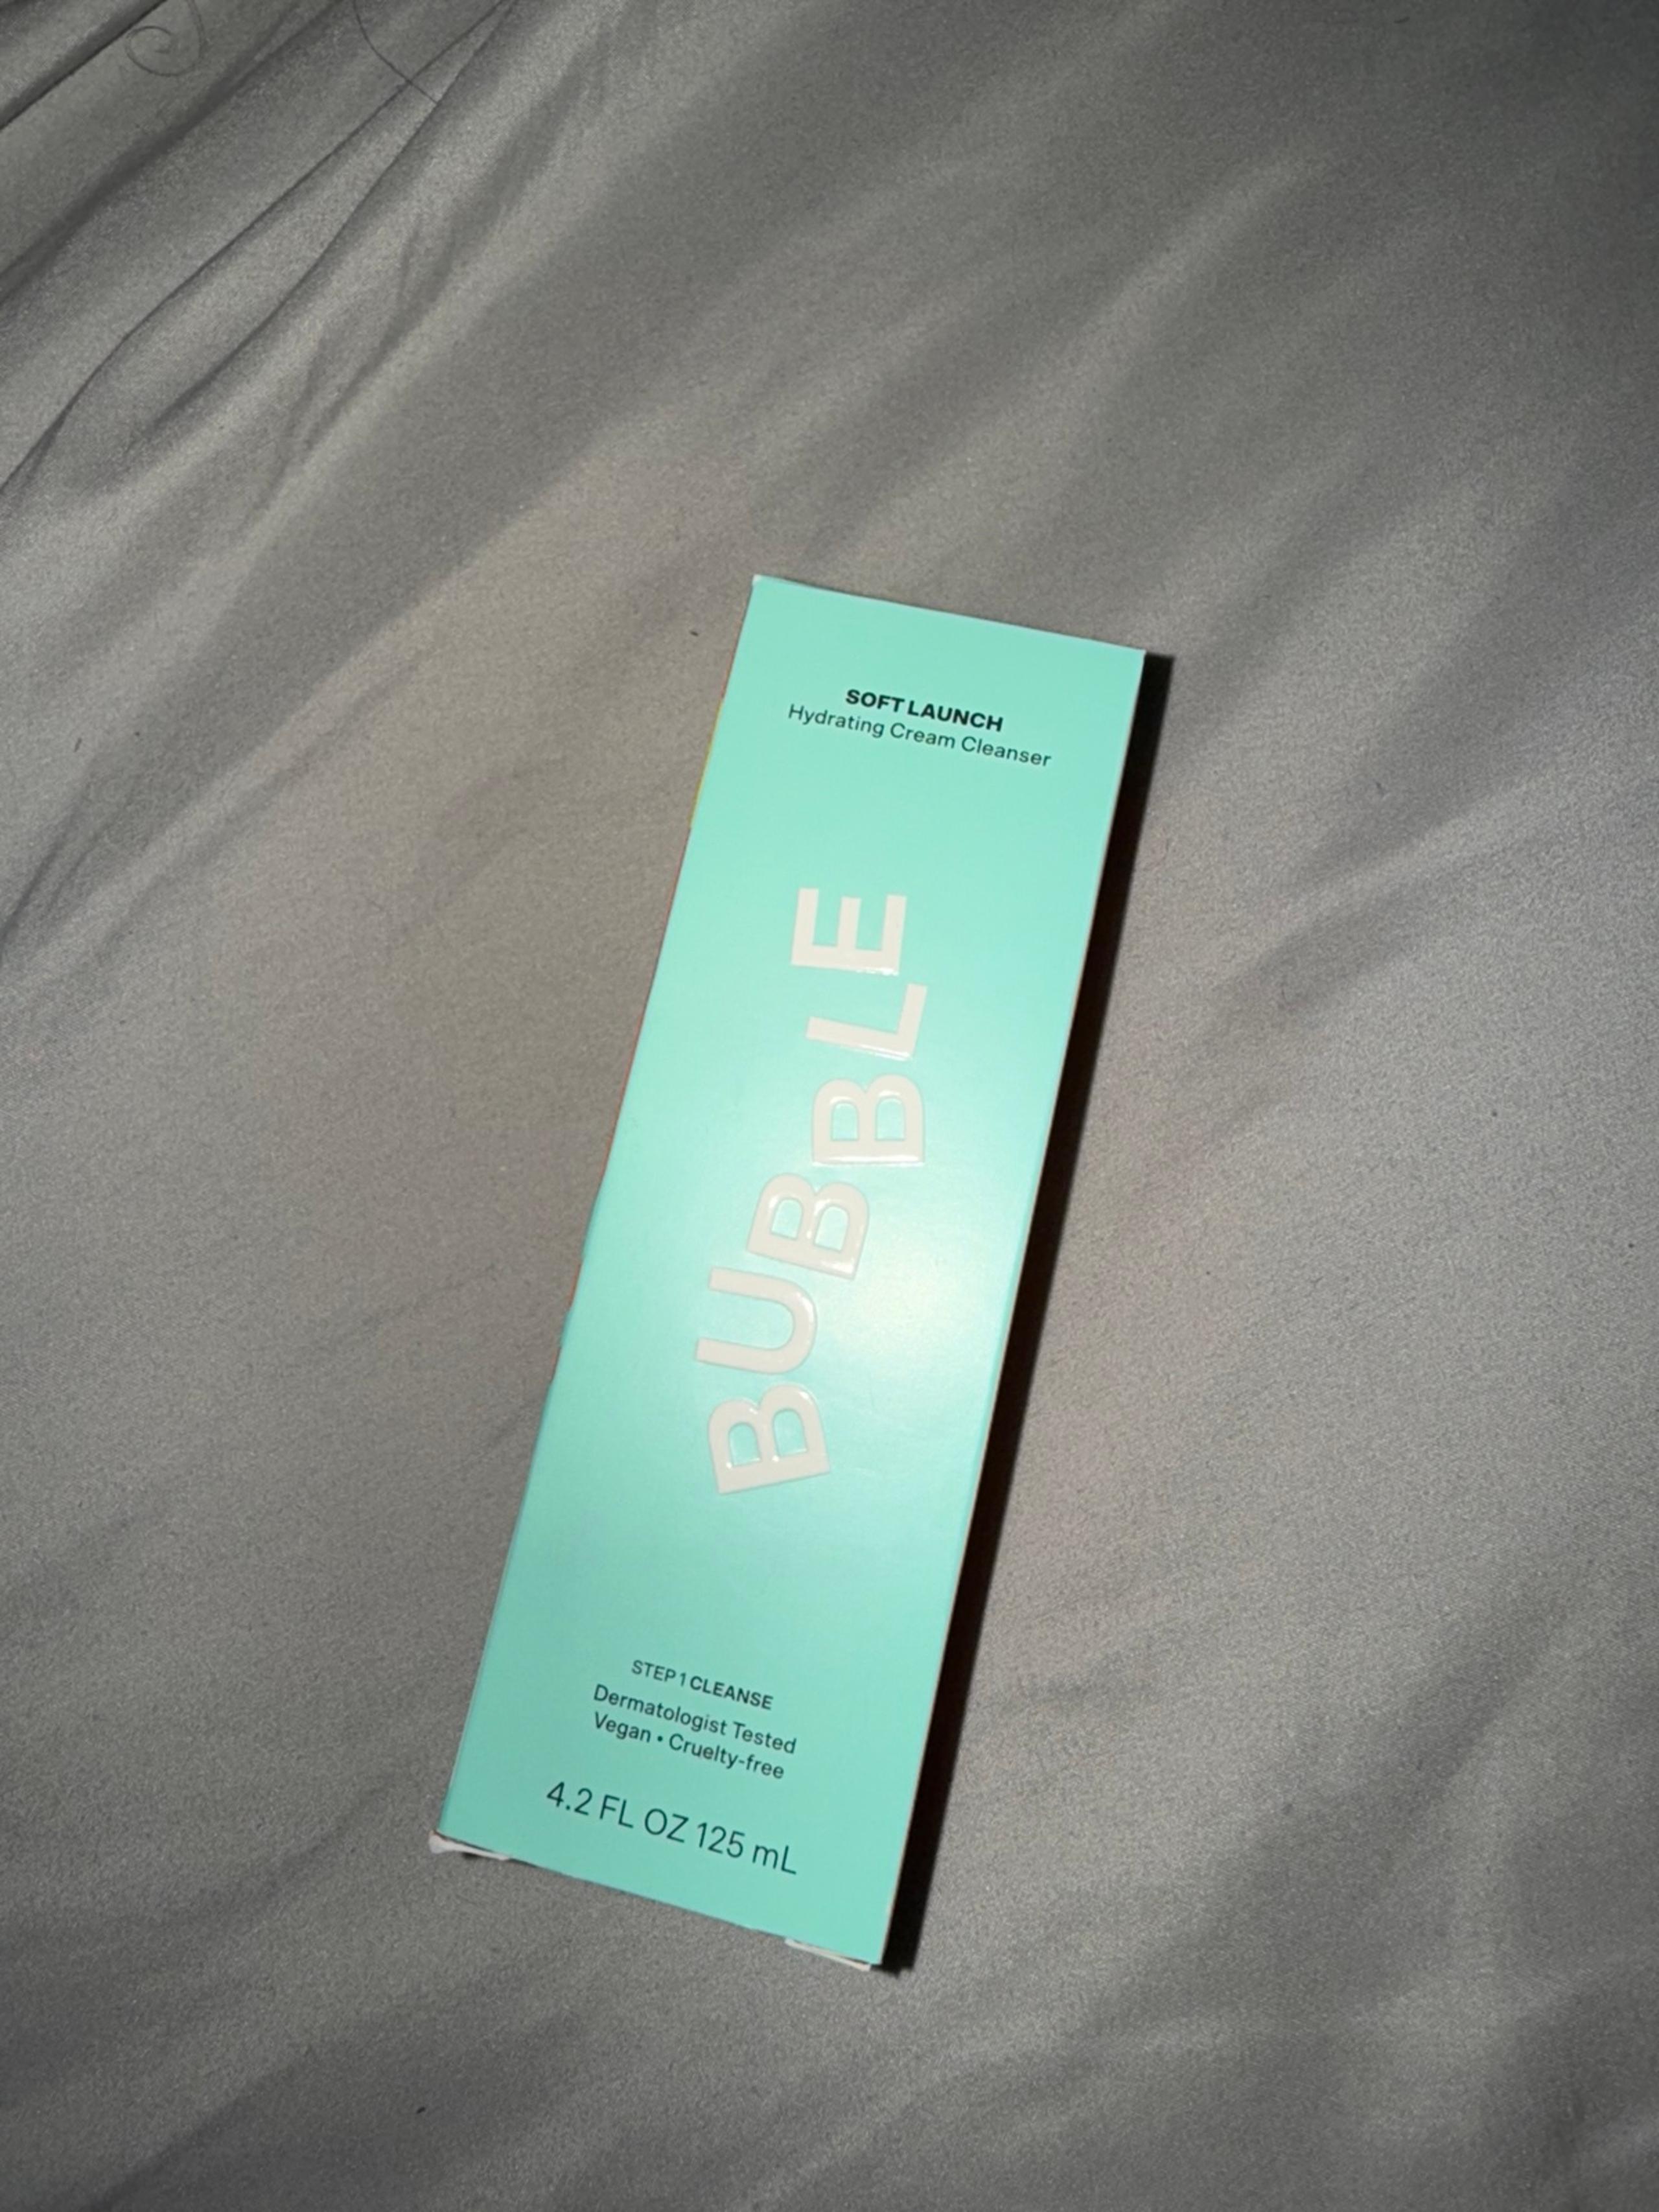 SOFT LAUNCH
Hydrating Cream Cleanser
BUBBLE
STEP 1 CLEANSE
Dermatologist Tested
Vegan • Cruelty-free
4.2 FL OZ 125 mL